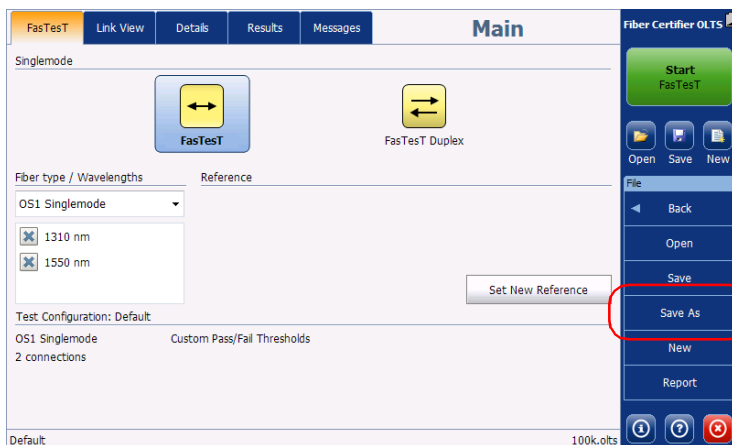 FasTesT Link View Details Results Messages Main
Singlemode
FasTesT FasTesT Duplex
Fiber type / Wavelengths Reference
OS1 Singlemode
1310 nm
1550 nm
Set New Reference
Test Configuration: Default
OS1 Singlemode Custom Pass/Fail Thresholds
2 connections
Default 100k.olts
Fiber Certifier OLTS
Start
FasTesT
Open Save New
File
Back
Open
Save
Save As
New
Report